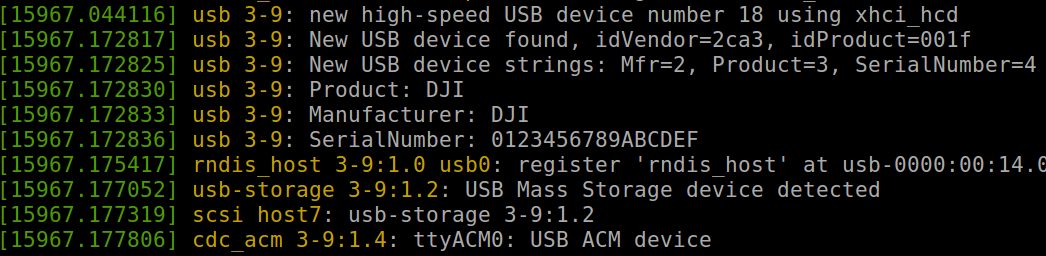 [15967.044116] usb 3-9: new high-speed USB device number 18 using xhci_hcd
[15967.172817] usb 3-9: New USB device found, idVendor=2ca3, idProduct=001f
[15967.172825] usb 3-9: New USB device strings: Mfr=2, Product=3, SerialNumber=4
[15967.172830] usb 3-9: Product: DJI
[15967.172833] usb 3-9: Manufacturer: DJI
[15967.172836] usb 3-9: SerialNumber: 0123456789ABCDEF
[15967.175417] rndis_host 3-9:1.0 usb0: register 'rndis_host' at usb-0000:00:14.0
[15967.177052] usb-storage 3-9:1.2: USB Mass Storage device detected
[15967.177319] scsi host7: usb-storage 3-9:1.2
[15967.177806] cdc_acm 3-9:1.4: ttyACM0: USB ACM device